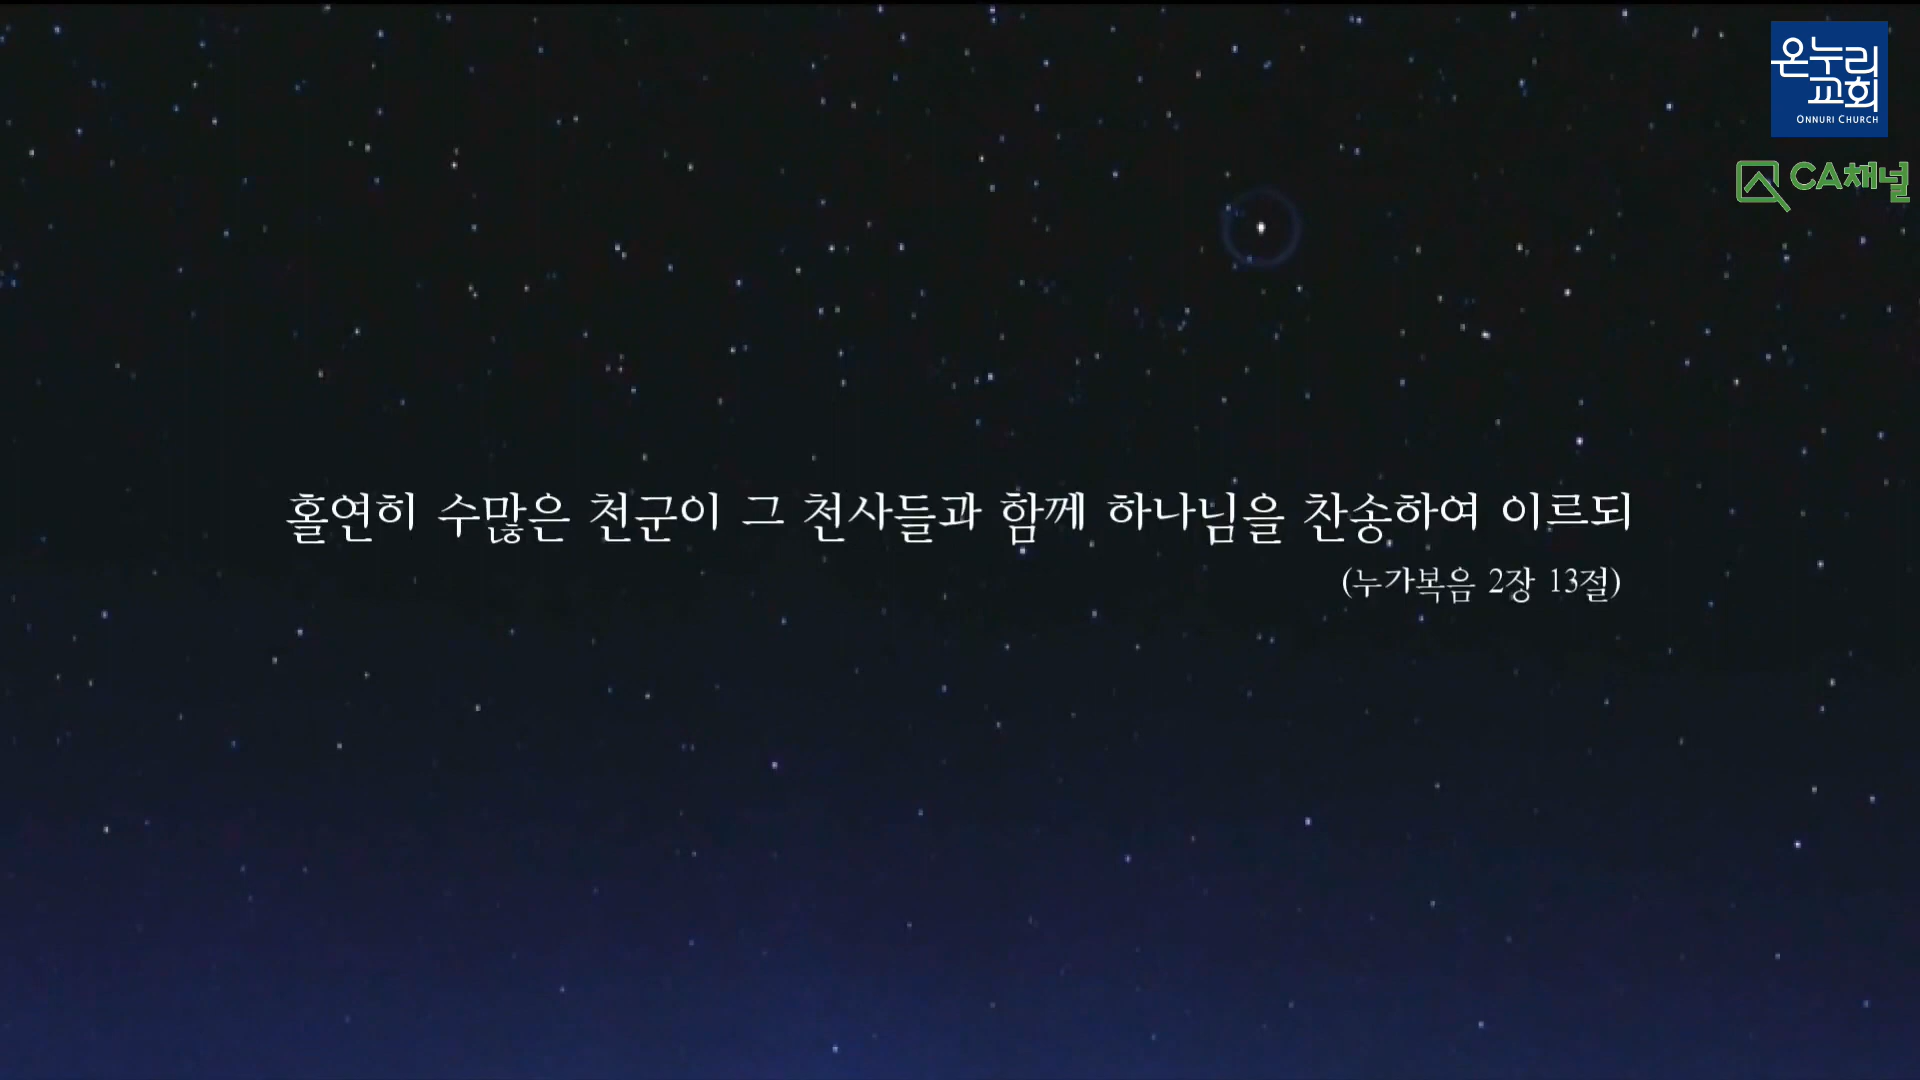 온누리
교회
ONNURI CHURCH
CA채널
홀연히 수많은 천군이 그 천사들과 함께 하나님을 찬송하여 이르되
(누가복음 2장 13절)